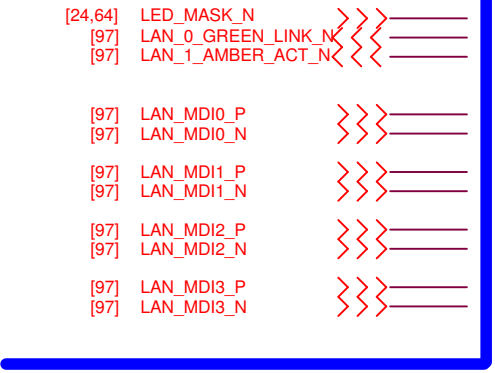 [24,64] LED_MASK_N
[97] LAN_0_GREEN_LINK_N
[97] LAN_1_AMBER_ACT_N
[97] LAN_MDI0_P
[97] LAN_MDI0_N
[97] LAN_MDI1_P
[97] LAN_MDI1_N
[97] LAN_MDI2_P
[97] LAN_MDI2_N
[97] LAN_MDI3_P
[97] LAN_MDI3_N